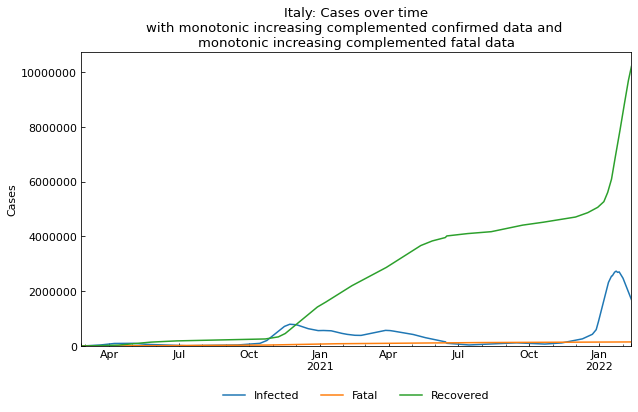 Italy: Cases over time
with monotonic increasing complemented confirmed data and
monotonic increasing complemented fatal data
10000000
8000000
6000000
4000000
2000000
0
Cases
Apr Jul Oct Jan Apr Jul Oct Jan
2021 2022
Infected Fatal Recovered